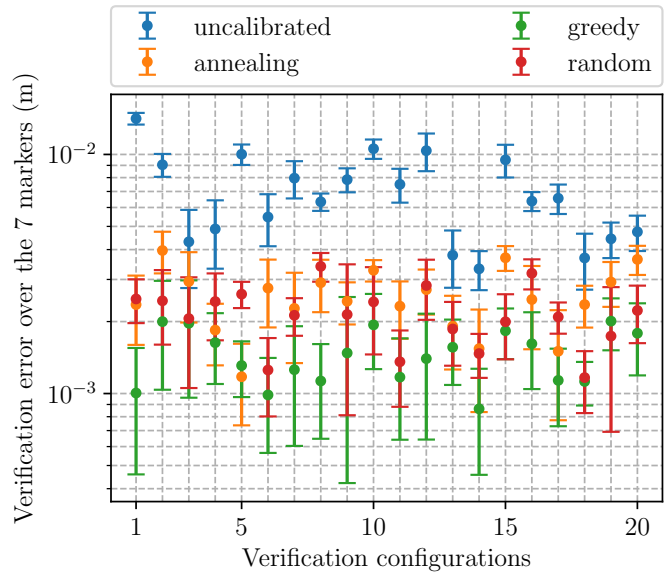 uncalibrated greedy
annealing random
Verification error over the 7 markers (m)
10⁻²
10⁻³
1 5 10 15 20
Verification configurations